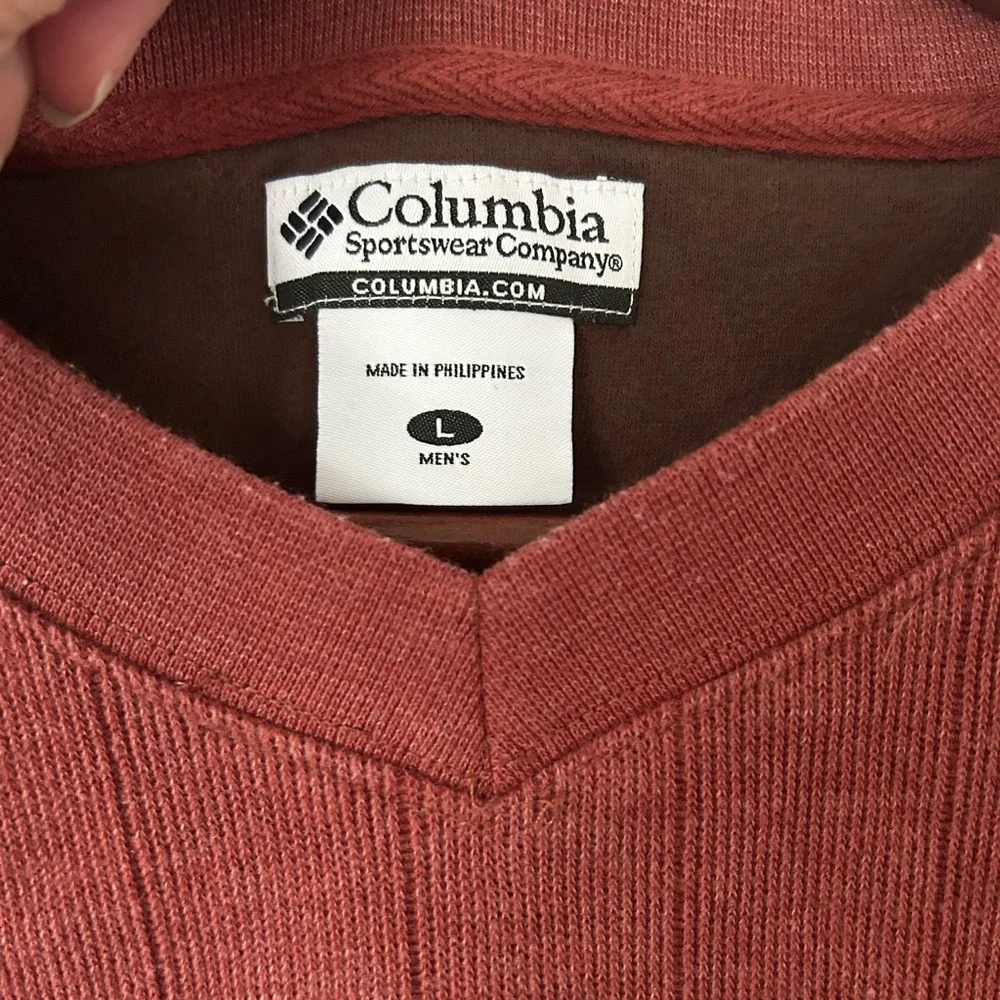 Columbia
Sportswear Company®
COLUMBIA.COM
MADE IN PHILIPPINES
L
MEN'S